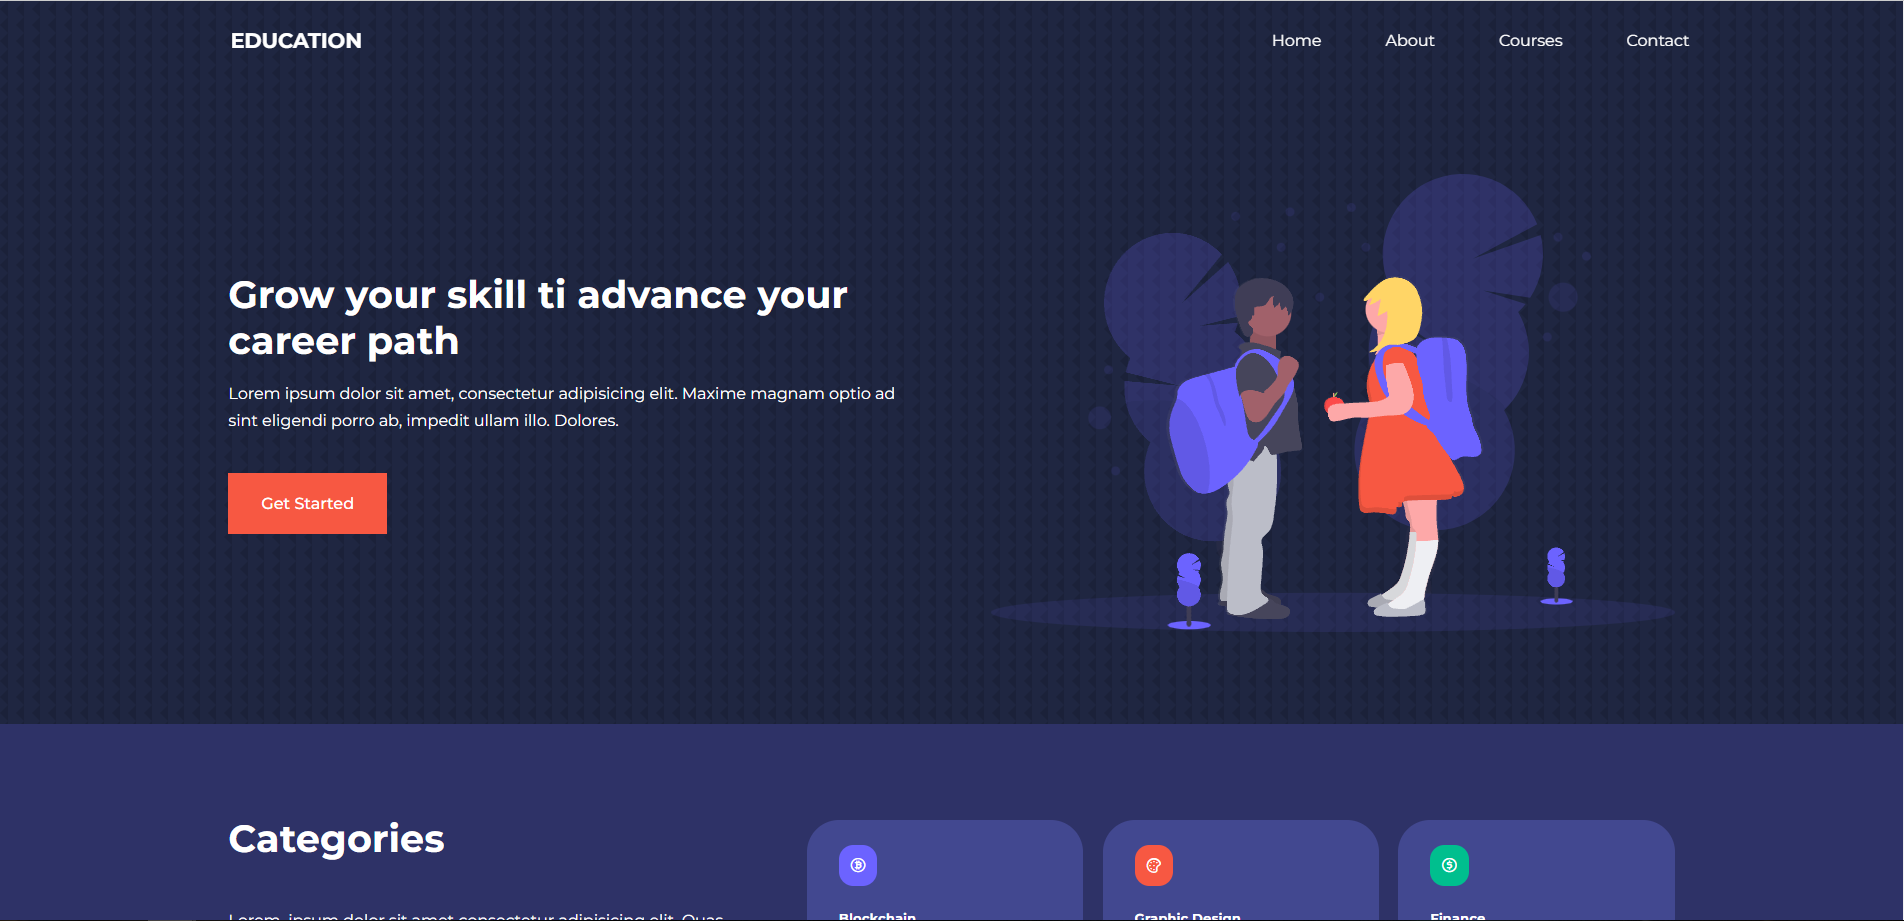 EDUCATION
Home About Courses Contact
Grow your skill ti advance your
career path
Lorem ipsum dolor sit amet, consectetur adipisicing elit. Maxime magnam optio ad
sint eligendi porro ab, impedit ullam illo. Dolores.
Get Started
Categories
Lorem, ipsum dolor sit amet consectetur adipisicing elit. Quas
Blockchain
Graphic Design
Finance